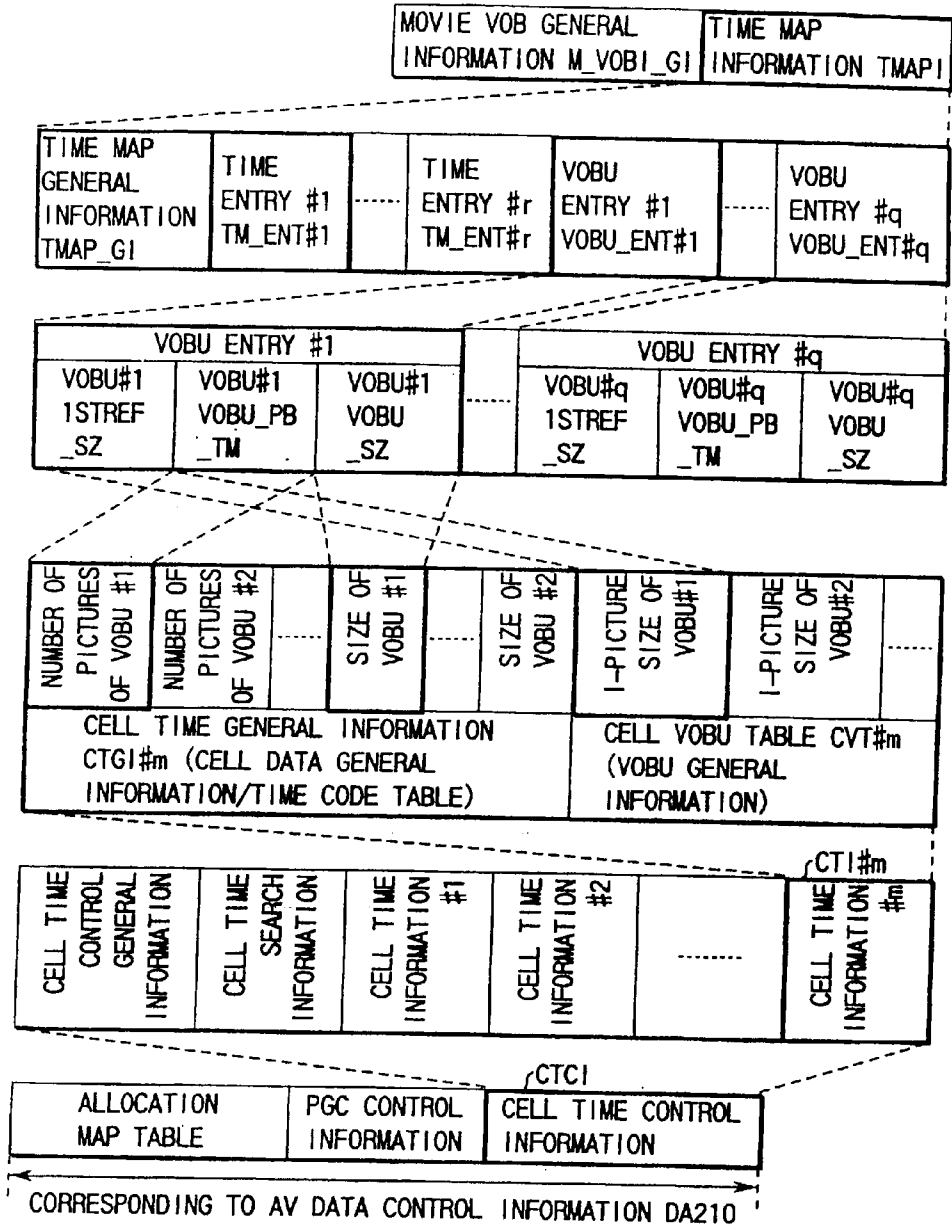 MOVIE VOB GENERAL
INFORMATION M_VOBI_GI
TIME MAP
INFORMATION TMAPI
TIME MAP
GENERAL
INFORMATION
TMAP_GI
TIME
ENTRY #1
TM_ENT#1
TIME
ENTRY #r
TM_ENT#r
VOBU
ENTRY #1
VOBU_ENT#1
VOBU
ENTRY #q
VOBU_ENT#q
VOBU ENTRY #1
VOBU#1
1STREF
_SZ
VOBU#1
VOBU_PB
_TM
VOBU#1
VOBU
_SZ
VOBU ENTRY #q
VOBU#q
1STREF
_SZ
VOBU#q
VOBU_PB
_TM
VOBU#q
VOBU
_SZ
NUMBER OF
PICTURES
OF VOBU #1
NUMBER OF
PICTURES
OF VOBU #2
SIZE OF
VOBU #1
SIZE OF
VOBU #2
I-PICTURE
SIZE OF
VOBU#1
I-PICTURE
SIZE OF
VOBU#2
CELL TIME GENERAL INFORMATION
CTGI#m (CELL DATA GENERAL
INFORMATION/TIME CODE TABLE)
CELL VOBU TABLE CVT#m
(VOBU GENERAL
INFORMATION)
CTI#m
CELL TIME
CONTROL
GENERAL
INFORMATION
CELL TIME
SEARCH
INFORMATION
CELL TIME
INFORMATION
#1
CELL TIME
INFORMATION
#2
CELL TIME
INFORMATION
#m
CTCI
ALLOCATION
MAP TABLE
PGC CONTROL
INFORMATION
CELL TIME CONTROL
INFORMATION
CORRESPONDING TO AV DATA CONTROL INFORMATION DA210